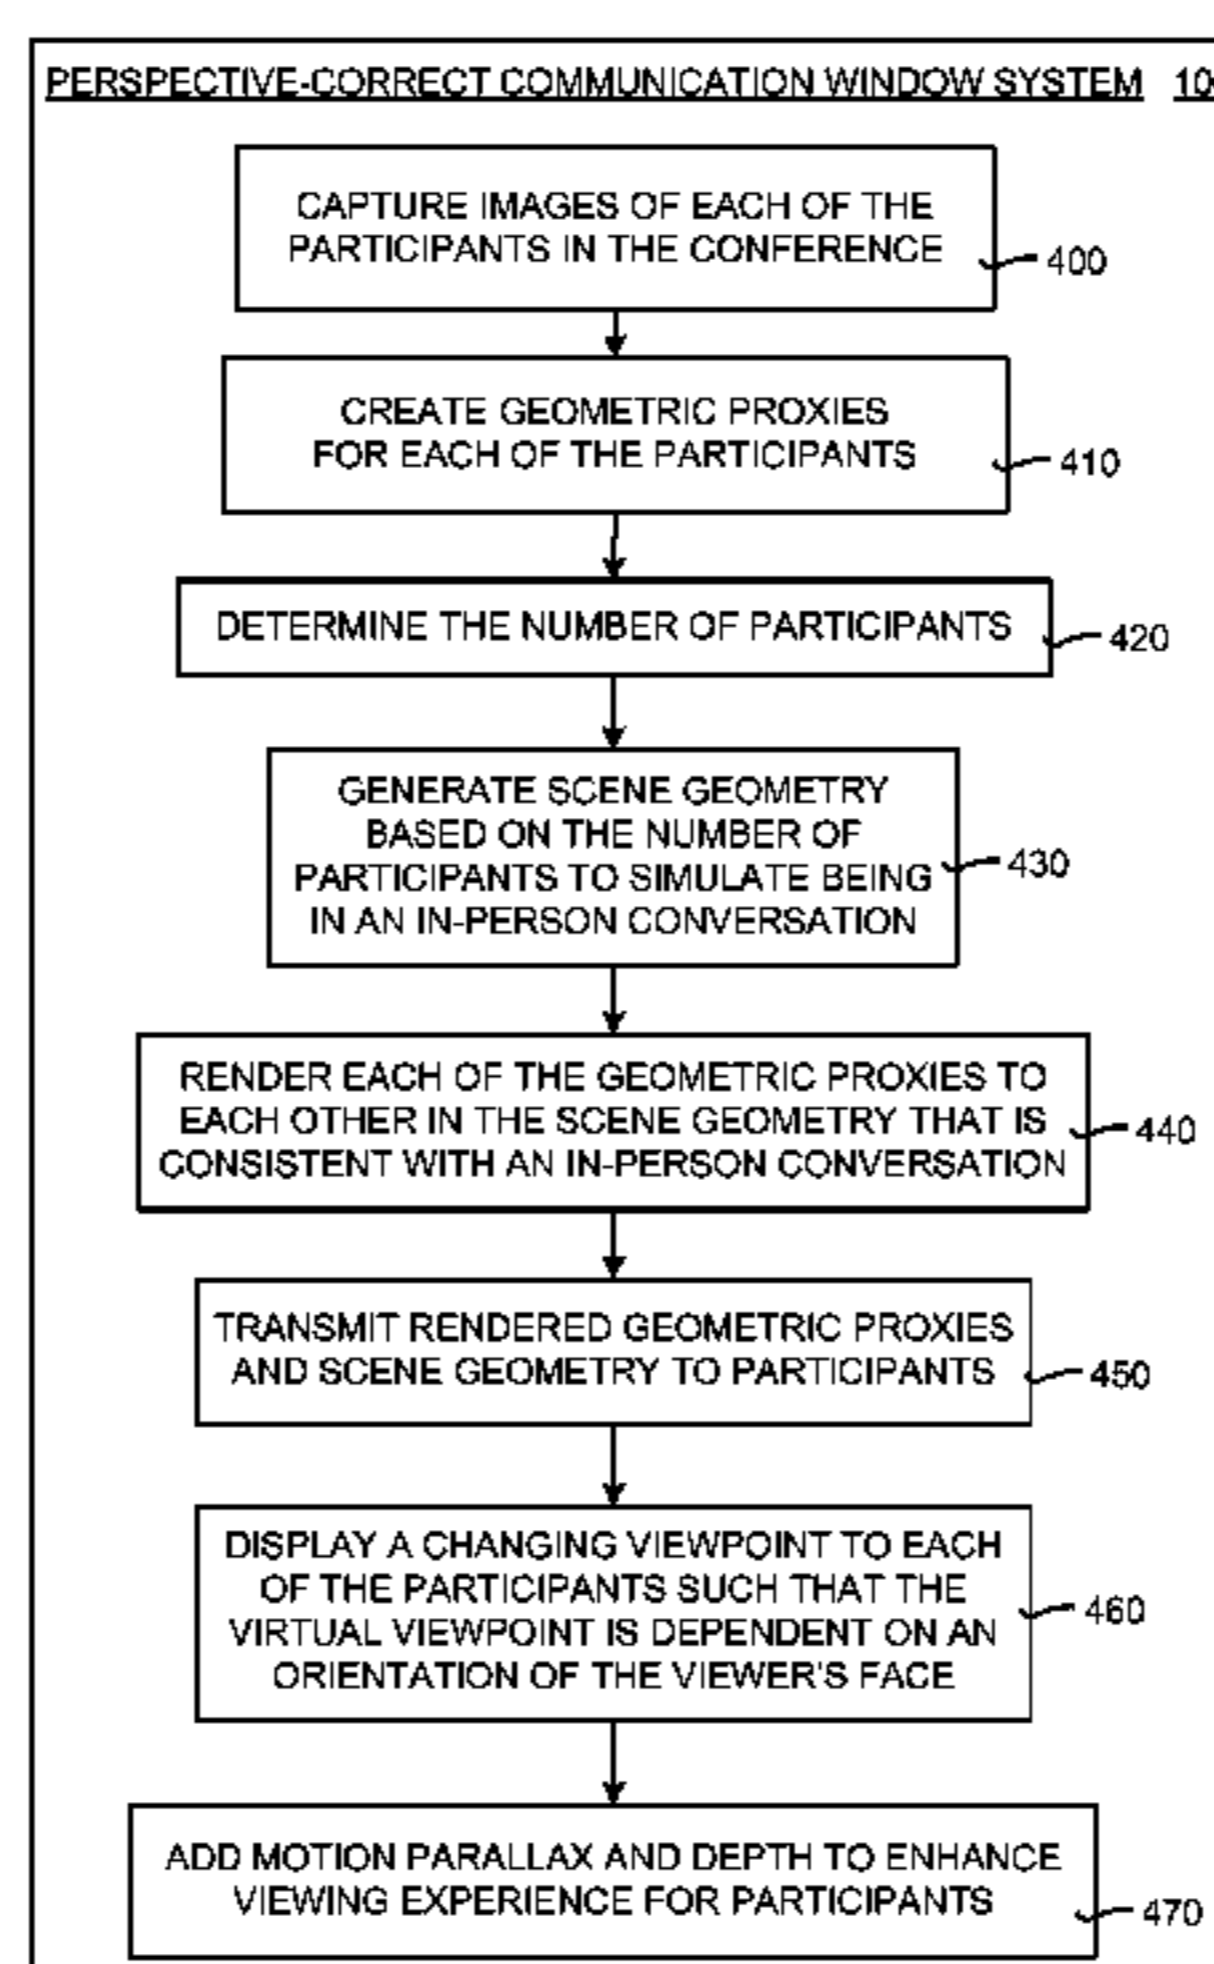 PERSPECTIVE-CORRECT COMMUNICATION WINDOW SYSTEM
CAPTURE IMAGES OF EACH OF THE
PARTICIPANTS IN THE CONFERENCE
400
CREATE GEOMETRIC PROXIES
FOR EACH OF THE PARTICIPANTS
410
DETERMINE THE NUMBER OF PARTICIPANTS
420
GENERATE SCENE GEOMETRY
BASED ON THE NUMBER OF
PARTICIPANTS TO SIMULATE BEING
IN AN IN-PERSON CONVERSATION
430
RENDER EACH OF THE GEOMETRIC PROXIES TO
EACH OTHER IN THE SCENE GEOMETRY THAT IS
CONSISTENT WITH AN IN-PERSON CONVERSATION
440
TRANSMIT RENDERED GEOMETRIC PROXIES
AND SCENE GEOMETRY TO PARTICIPANTS
450
DISPLAY A CHANGING VIEWPOINT TO EACH
OF THE PARTICIPANTS SUCH THAT THE
VIRTUAL VIEWPOINT IS DEPENDENT ON AN
ORIENTATION OF THE VIEWER'S FACE
460
ADD MOTION PARALLAX AND DEPTH TO ENHANCE
VIEWING EXPERIENCE FOR PARTICIPANTS
470